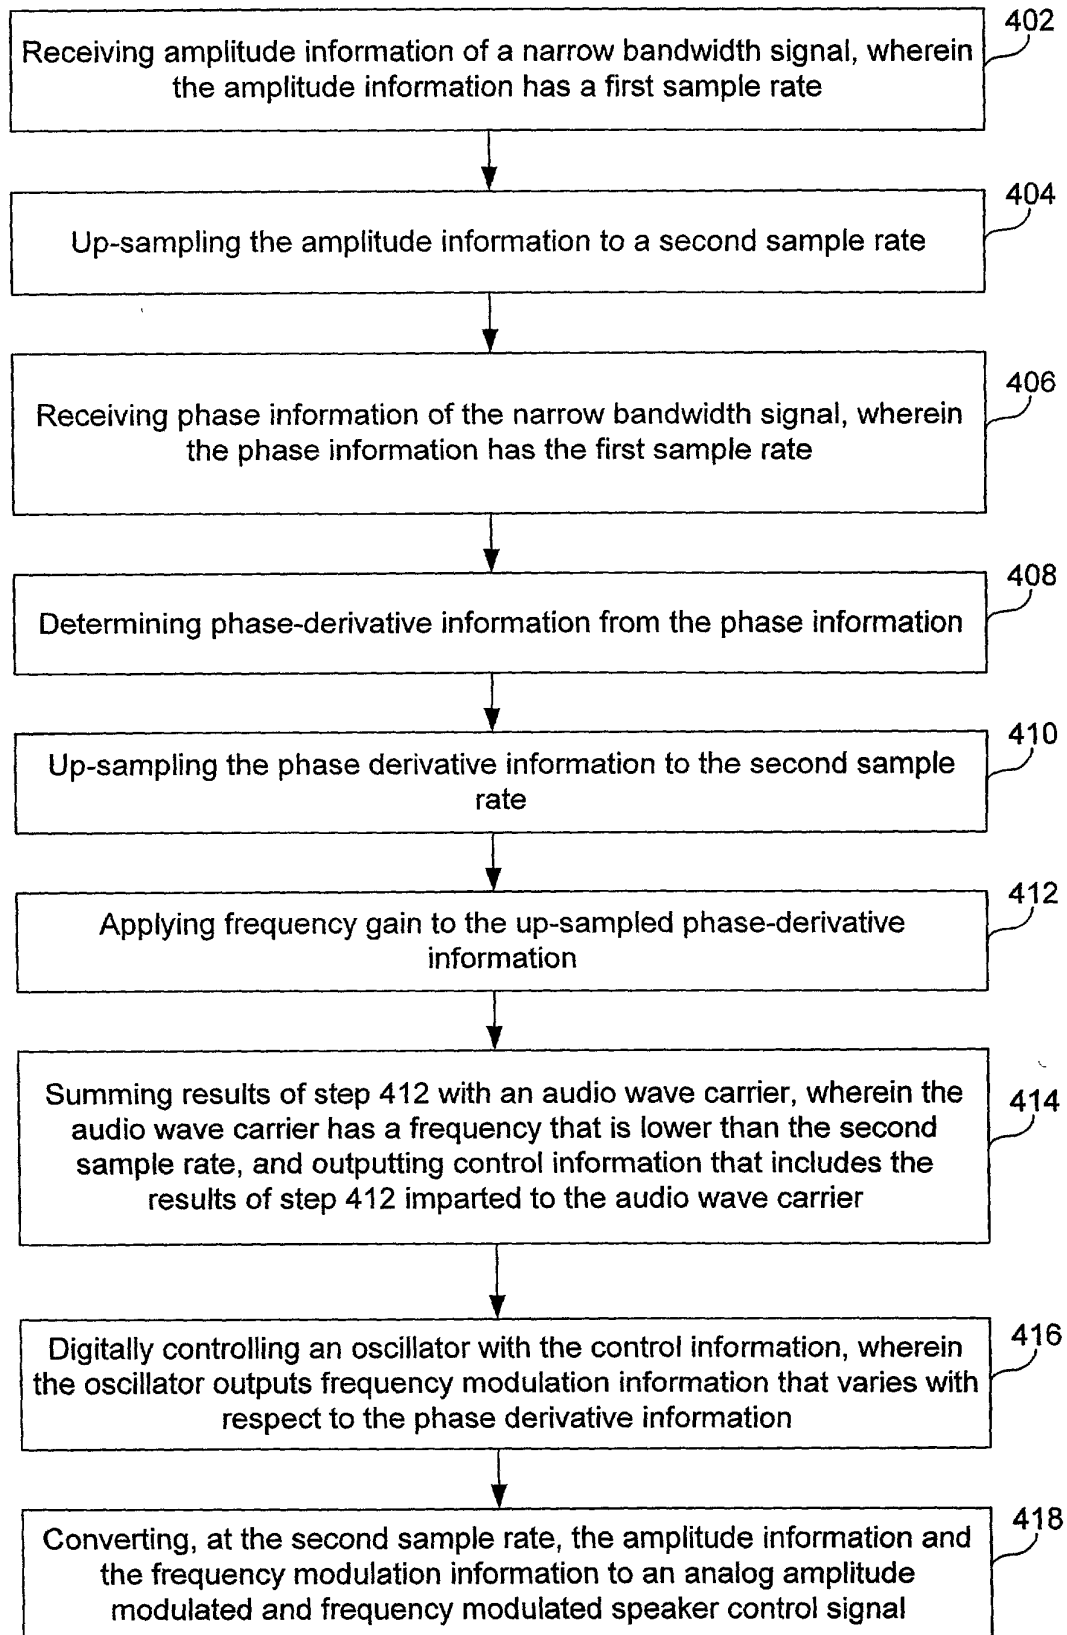 402
Receiving amplitude information of a narrow bandwidth signal, wherein
the amplitude information has a first sample rate
404
Up-sampling the amplitude information to a second sample rate
406
Receiving phase information of the narrow bandwidth signal, wherein
the phase information has the first sample rate
408
Determining phase-derivative information from the phase information
410
Up-sampling the phase derivative information to the second sample
rate
412
Applying frequency gain to the up-sampled phase-derivative
information
414
Summing results of step 412 with an audio wave carrier, wherein the
audio wave carrier has a frequency that is lower than the second
sample rate, and outputting control information that includes the
results of step 412 imparted to the audio wave carrier
416
Digitally controlling an oscillator with the control information, wherein
the oscillator outputs frequency modulation information that varies with
respect to the phase derivative information
418
Converting, at the second sample rate, the amplitude information and
the frequency modulation information to an analog amplitude
modulated and frequency modulated speaker control signal